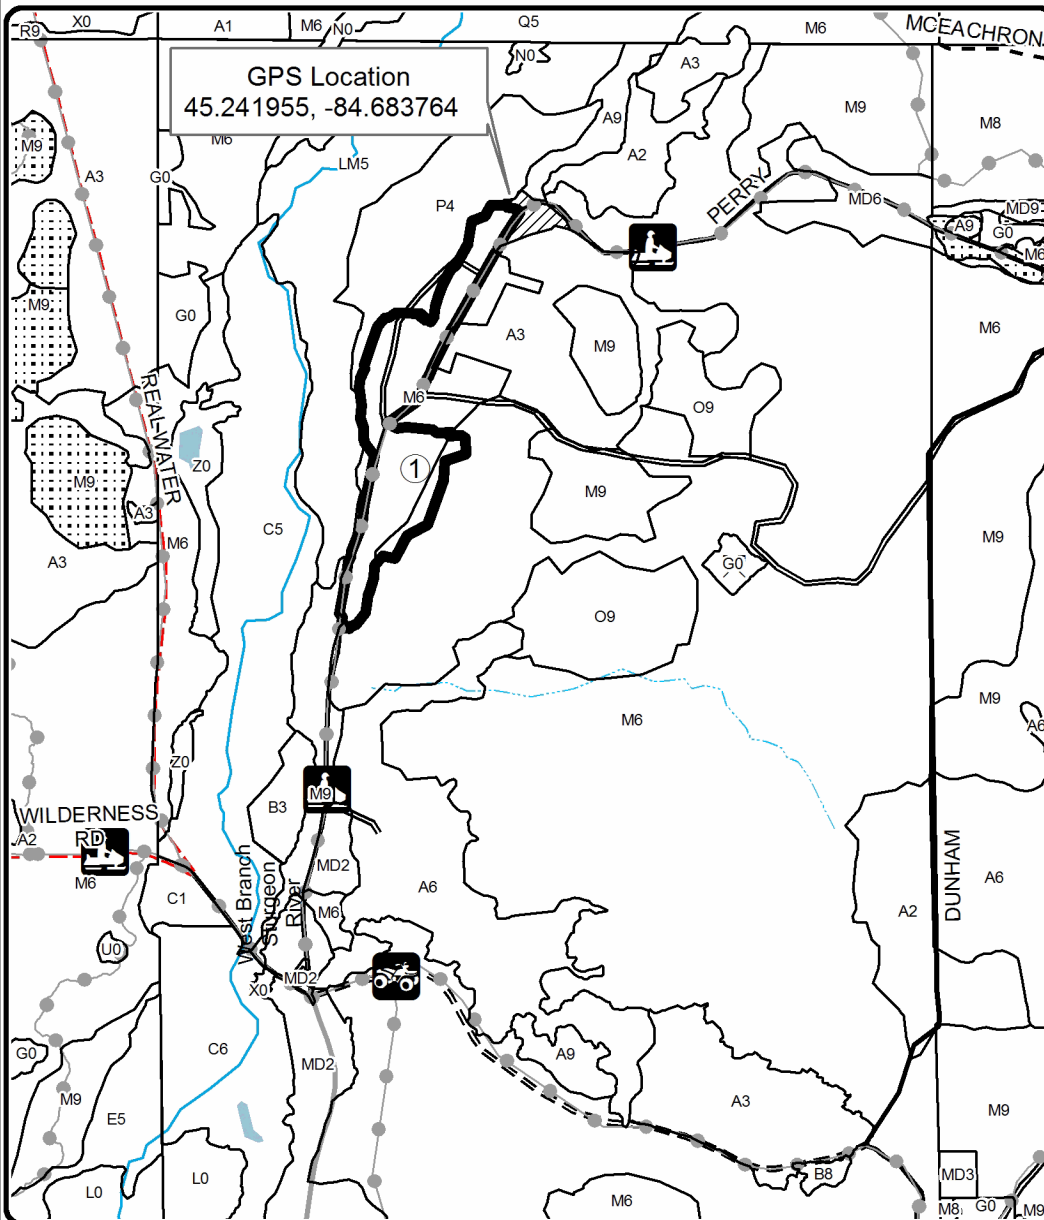 X0
A1
M6
N0
Q5
M6
MCEACHRON
R9
N0
A3
GPS Location
45.241955, -84.683764
M9
A9
M8
M9
M6
A2
LM5
A3
G0
PERRY
MD6
P4
MD9
A9
G0
M6
M9
G0
M6
A3
M9
REAL WATER
M6
O9
Z0
1
M9
M9
A3
C5
M9
M6
A3
G0
O9
M9
M6
A6
Z0
M9
B3
WILDERNESS
RD
A2
DUNHAM
MD2
M6
A6
A6
C1
M6
A2
West Branch
Sturgeon
River
U0
MD2
X0
C6
G0
A9
MD2
M9
A3
M9
E5
B8
MD3
L0
L0
M6
M8
G0
M9